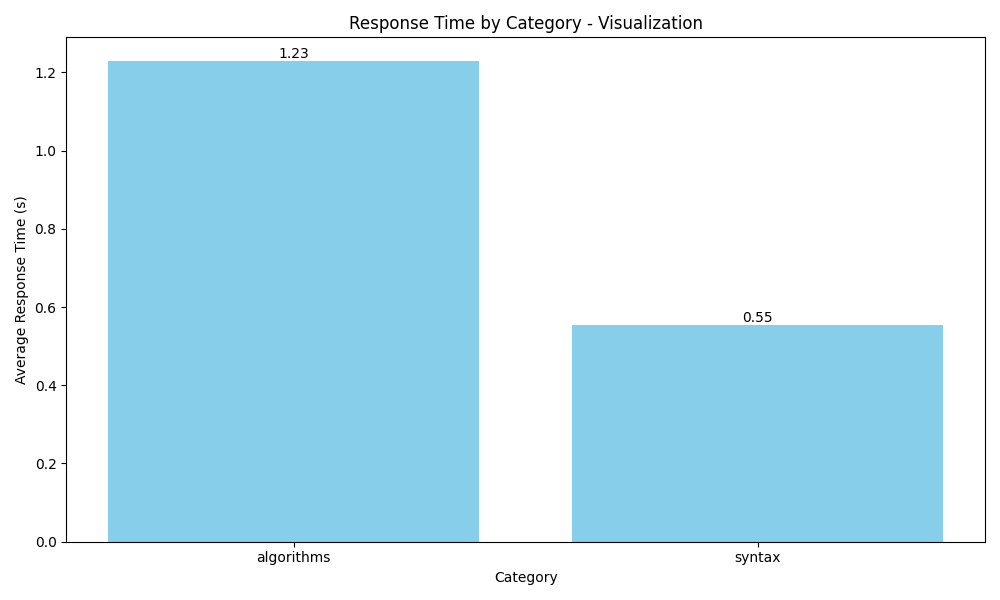 Response Time by Category - Visualization
Average Response Time (s)
1.2
1.0
0.8
0.6
0.4
0.2
0.0
1.23
0.55
algorithms
syntax
Category